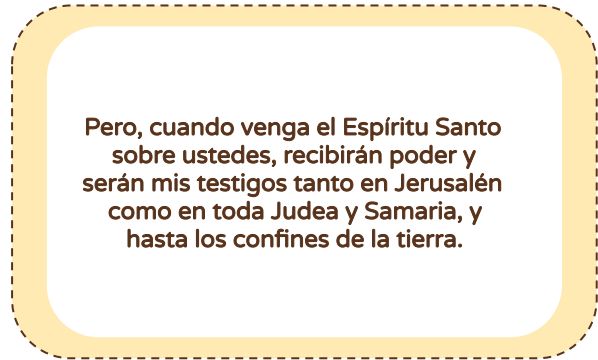 Pero, cuando venga el Espíritu Santo
sobre ustedes, recibirán poder y
serán mis testigos tanto en Jerusalén
como en toda Judea y Samaria, y
hasta los confines de la tierra.